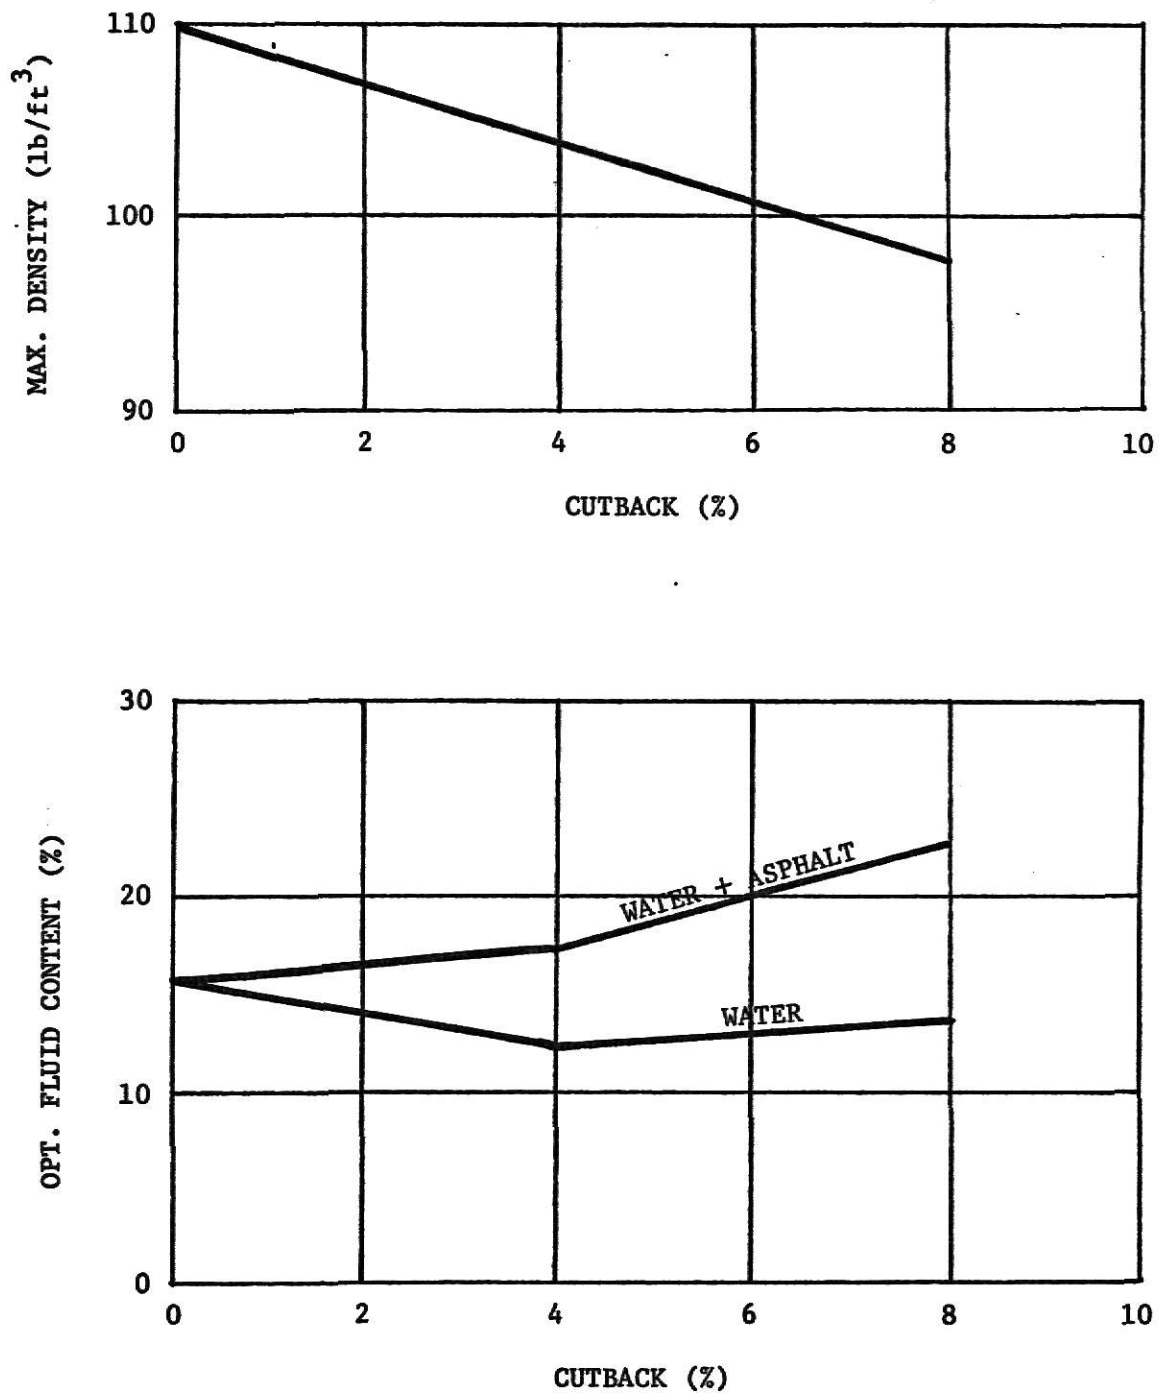 110
100
90
MAX. DENSITY (lb/ft³)
0 2 4 6 8 10
CUTBACK (%)
30
20
10
0
OPT. FLUID CONTENT (%)
WATER + ASPHALT
WATER
0 2 4 6 8 10
CUTBACK (%)